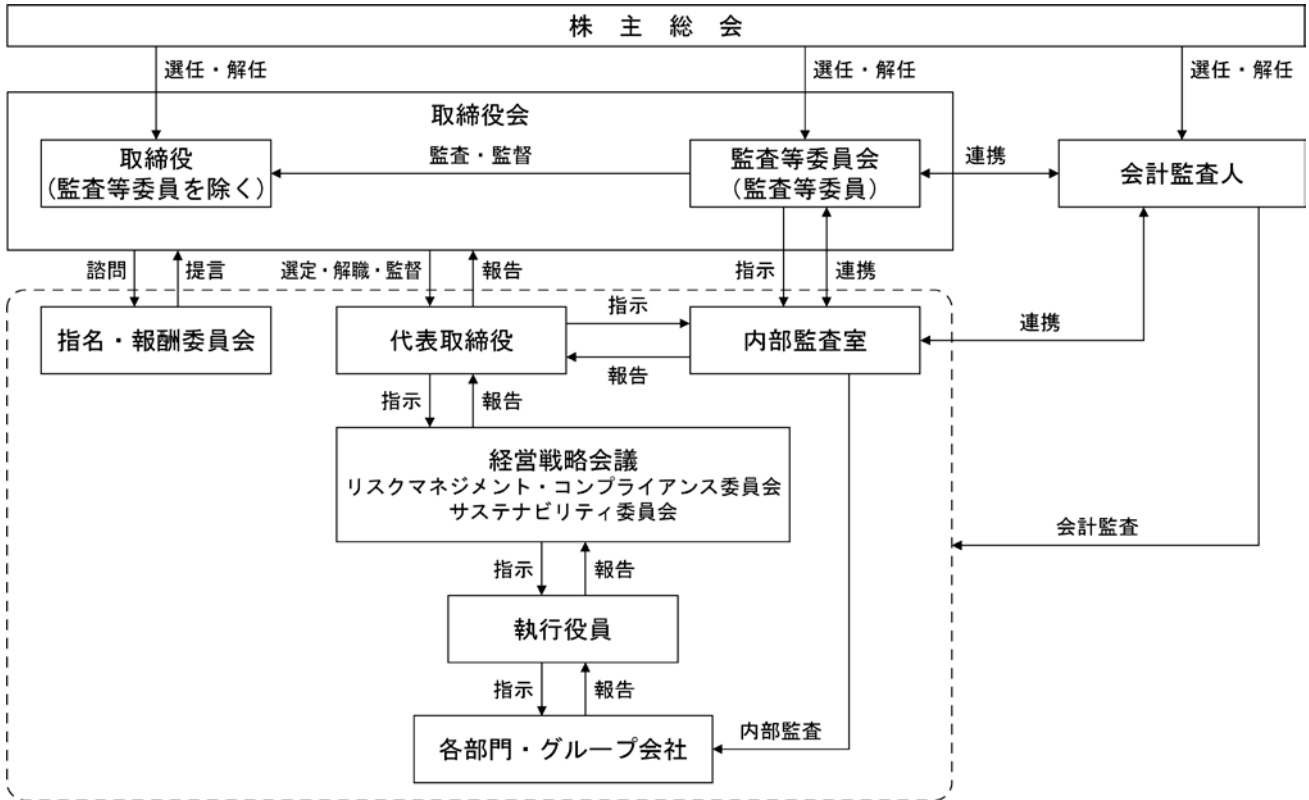 株 主 総 会
選任・解任
選任・解任
選任・解任
取締役会
取締役
(監査等委員を除く)
監査・監督
監査等委員会
(監査等委員)
連携
会計監査人
諮問
提言
選定・解職・監督
報告
指示
連携
指名・報酬委員会
代表取締役
指示
報告
内部監査室
連携
指示
報告
経営戦略会議
リスクマネジメント・コンプライアンス委員会
サステナビリティ委員会
会計監査
指示
報告
執行役員
指示
報告
各部門・グループ会社
内部監査